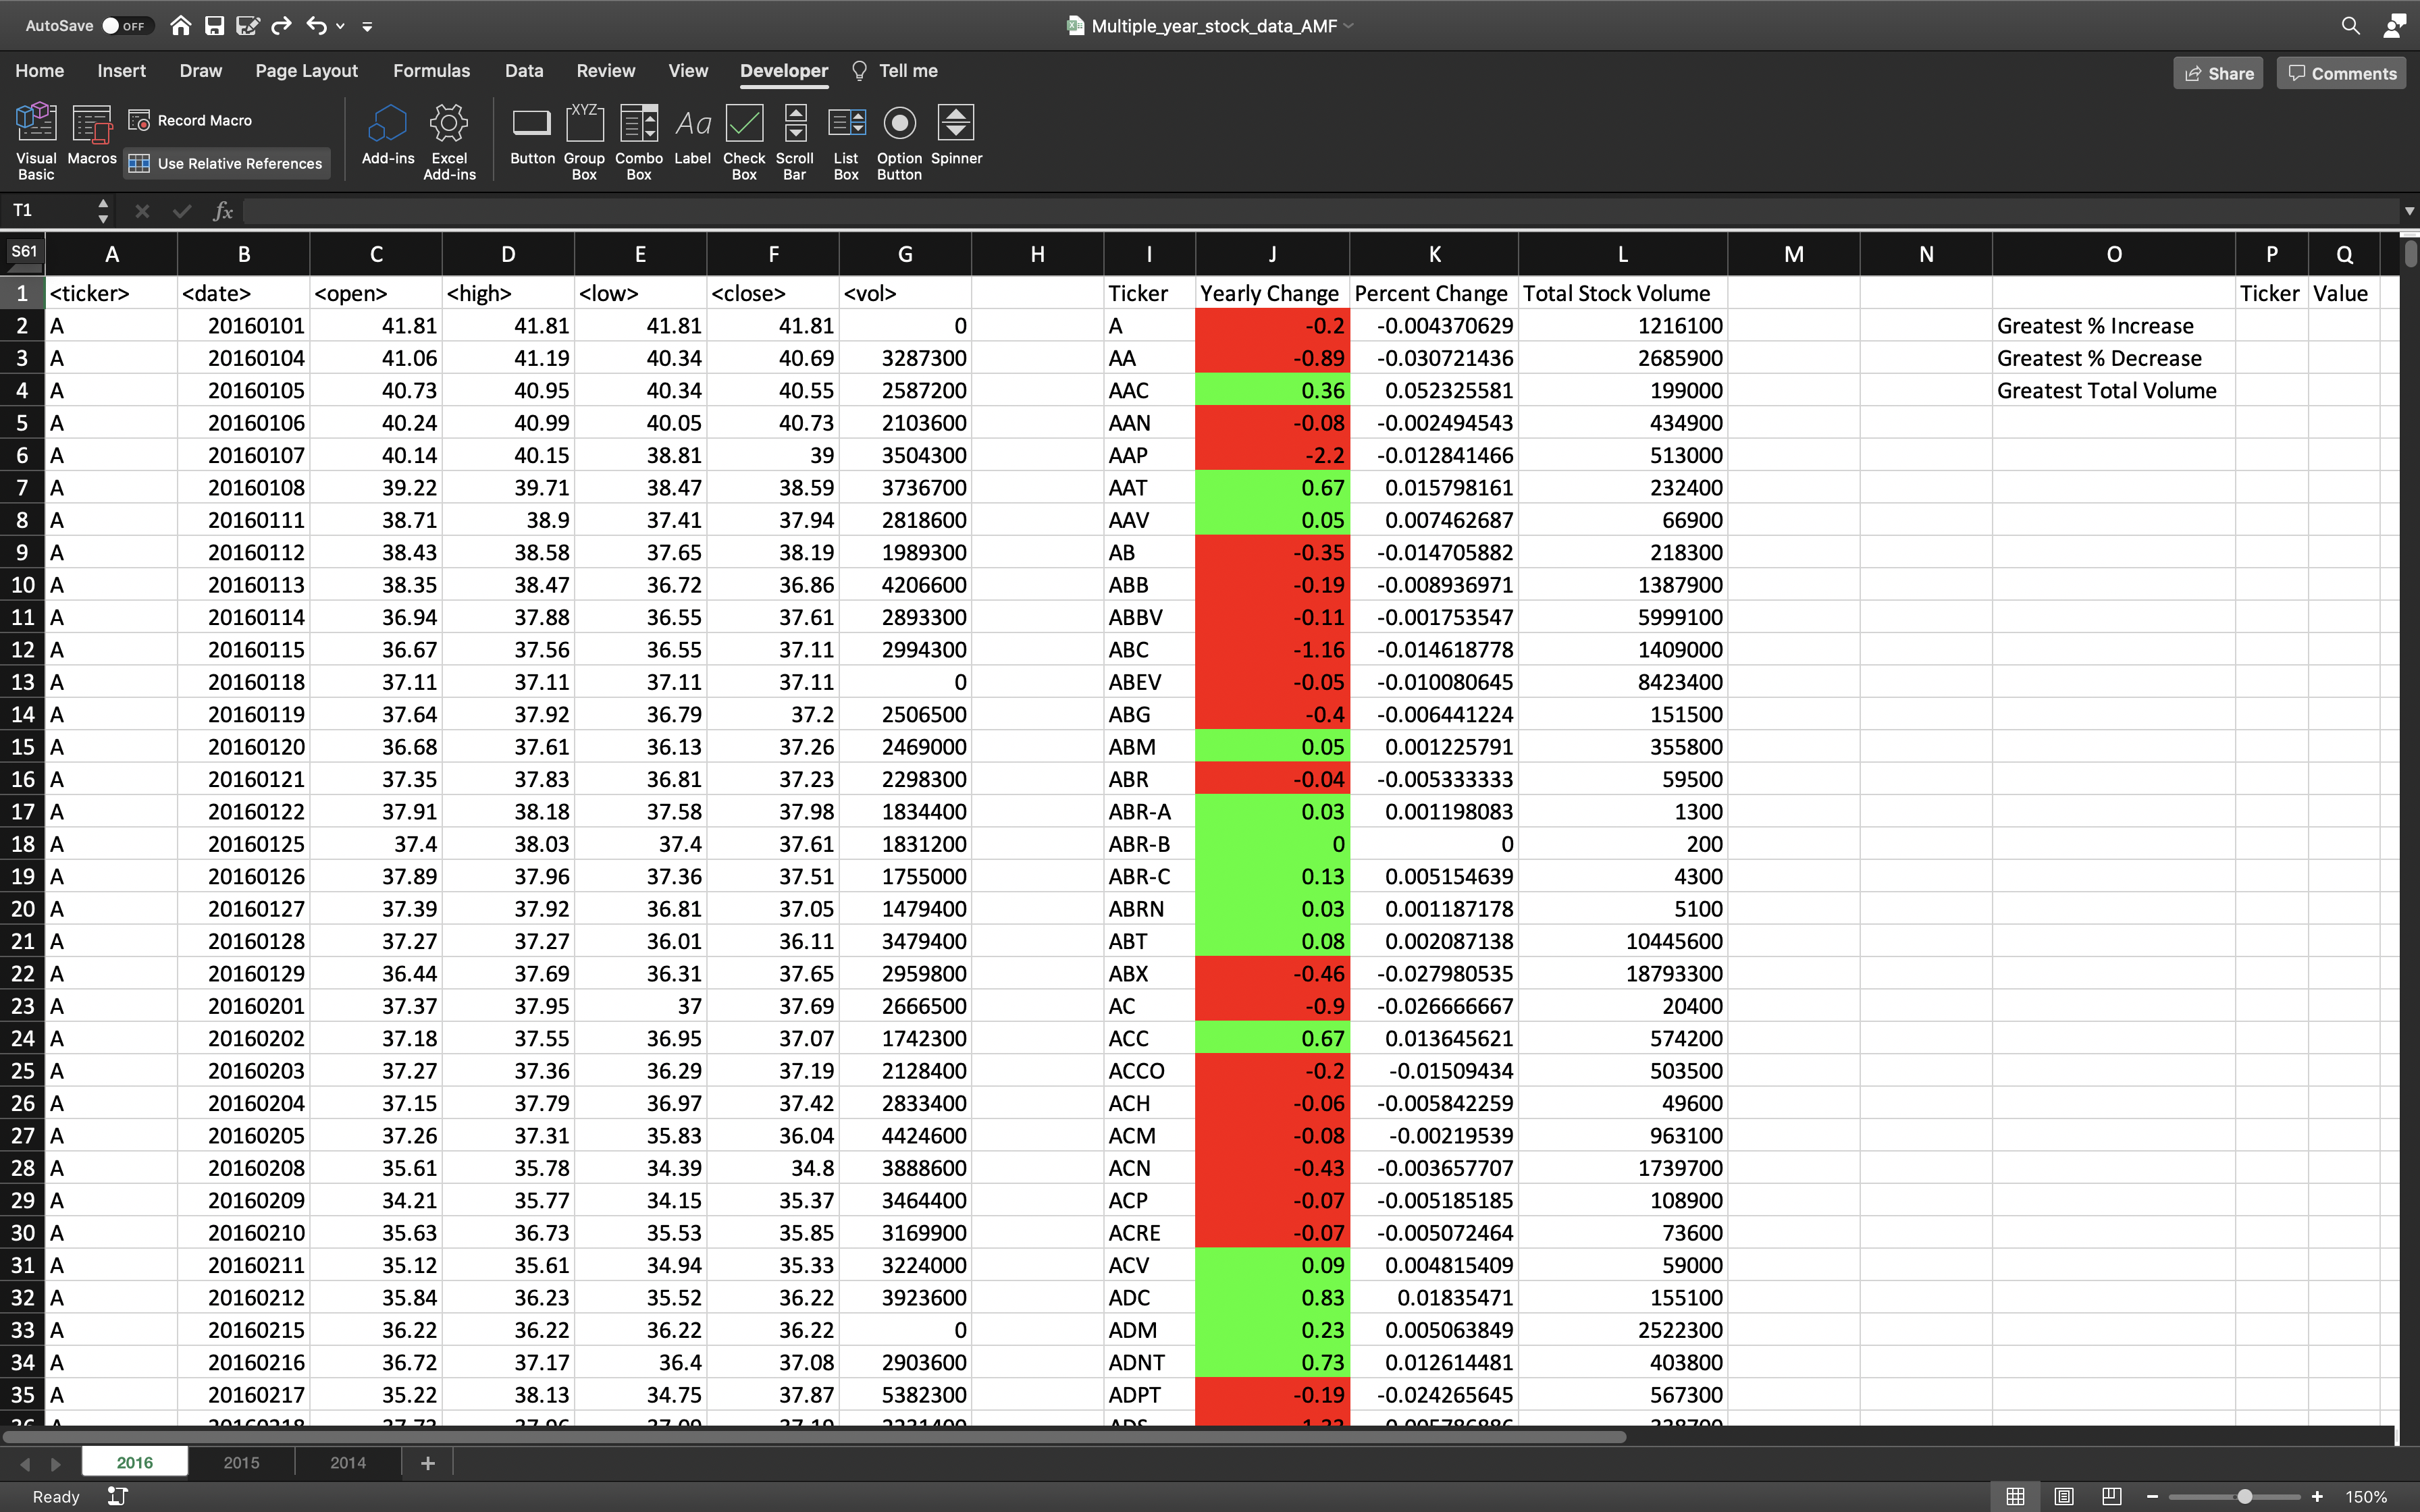 AutoSave OFF Multiple_year_stock_data_AMF
Home Insert Draw Page Layout Formulas Data Review View Developer Tell me Share Comments
Visual Basic Macros Record Macro Use Relative References Add-ins Excel Add-ins Button Group Box Combo Box Label Check Box Scroll Bar List Box Option Button Spinner
XYZ Aa
T1 fx
S61 A B C D E F G H I J K L M N O P Q
1 <ticker> <date> <open> <high> <low> <close> <vol> Ticker Yearly Change Percent Change Total Stock Volume Ticker Value
2 A 20160101 41.81 41.81 41.81 41.81 0 A -0.2 -0.004370629 1216100 Greatest % Increase
3 A 20160104 41.06 41.19 40.34 40.69 3287300 AA -0.89 -0.030721436 2685900 Greatest % Decrease
4 A 20160105 40.73 40.95 40.34 40.55 2587200 AAC 0.36 0.052325581 199000 Greatest Total Volume
5 A 20160106 40.24 40.99 40.05 40.73 2103600 AAN -0.08 -0.002494543 434900
6 A 20160107 40.14 40.15 38.81 39 3504300 AAP -2.2 -0.012841466 513000
7 A 20160108 39.22 39.71 38.47 38.59 3736700 AAT 0.67 0.015798161 232400
8 A 20160111 38.71 38.9 37.41 37.94 2818600 AAV 0.05 0.007462687 66900
9 A 20160112 38.43 38.58 37.65 38.19 1989300 AB -0.35 -0.014705882 218300
10 A 20160113 38.35 38.47 36.72 36.86 4206600 ABB -0.19 -0.008936971 1387900
11 A 20160114 36.94 37.88 36.55 37.61 2893300 ABBV -0.11 -0.001753547 5999100
12 A 20160115 36.67 37.56 36.55 37.11 2994300 ABC -1.16 -0.014618778 1409000
13 A 20160118 37.11 37.11 37.11 37.11 0 ABEV -0.05 -0.010080645 8423400
14 A 20160119 37.64 37.92 36.79 37.2 2506500 ABG -0.4 -0.006441224 151500
15 A 20160120 36.68 37.61 36.13 37.26 2469000 ABM 0.05 0.001225791 355800
16 A 20160121 37.35 37.83 36.81 37.23 2298300 ABR -0.04 -0.005333333 59500
17 A 20160122 37.91 38.18 37.58 37.98 1834400 ABR-A 0.03 0.001198083 1300
18 A 20160125 37.4 38.03 37.4 37.61 1831200 ABR-B 0 0 200
19 A 20160126 37.89 37.96 37.36 37.51 1755000 ABR-C 0.13 0.005154639 4300
20 A 20160127 37.39 37.92 36.81 37.05 1479400 ABRN 0.03 0.001187178 5100
21 A 20160128 37.27 37.27 36.01 36.11 3479400 ABT 0.08 0.002087138 10445600
22 A 20160129 36.44 37.69 36.31 37.65 2959800 ABX -0.46 -0.027980535 18793300
23 A 20160201 37.37 37.95 37 37.69 2666500 AC -0.9 -0.026666667 20400
24 A 20160202 37.18 37.55 36.95 37.07 1742300 ACC 0.67 0.013645621 574200
25 A 20160203 37.27 37.36 36.29 37.19 2128400 ACCO -0.2 -0.01509434 503500
26 A 20160204 37.15 37.79 36.97 37.42 2833400 ACH -0.06 -0.005842259 49600
27 A 20160205 37.26 37.31 35.83 36.04 4424600 ACM -0.08 -0.00219539 963100
28 A 20160208 35.61 35.78 34.39 34.8 3888600 ACN -0.43 -0.003657707 1739700
29 A 20160209 34.21 35.77 34.15 35.37 3464400 ACP -0.07 -0.005185185 108900
30 A 20160210 35.63 36.73 35.53 35.85 3169900 ACRE -0.07 -0.005072464 73600
31 A 20160211 35.12 35.61 34.94 35.33 3224000 ACV 0.09 0.004815409 59000
32 A 20160212 35.84 36.23 35.52 36.22 3923600 ADC 0.83 0.01835471 155100
33 A 20160215 36.22 36.22 36.22 36.22 0 ADM 0.23 0.005063849 2522300
34 A 20160216 36.72 37.17 36.4 37.08 2903600 ADNT 0.73 0.012614481 403800
35 A 20160217 35.22 38.13 34.75 37.87 5382300 ADPT -0.19 -0.024265645 567300
2016 2015 2014 +
Ready 150%